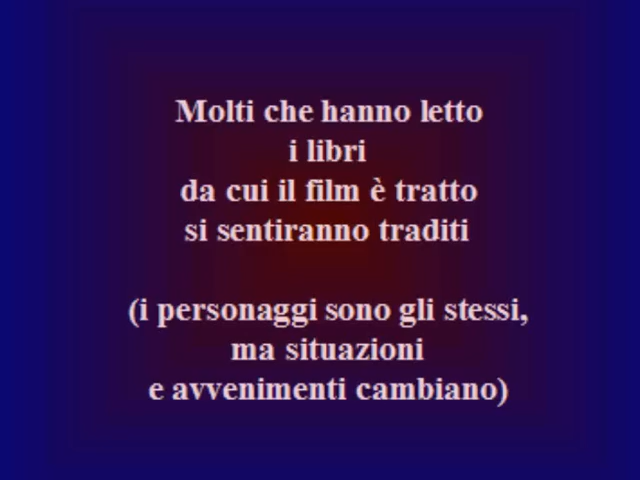 Molti che hanno letto
i libri
da cui il film è tratto
si sentiranno traditi
(i personaggi sono gli stessi,
ma situazioni
e avvenimenti cambiano)